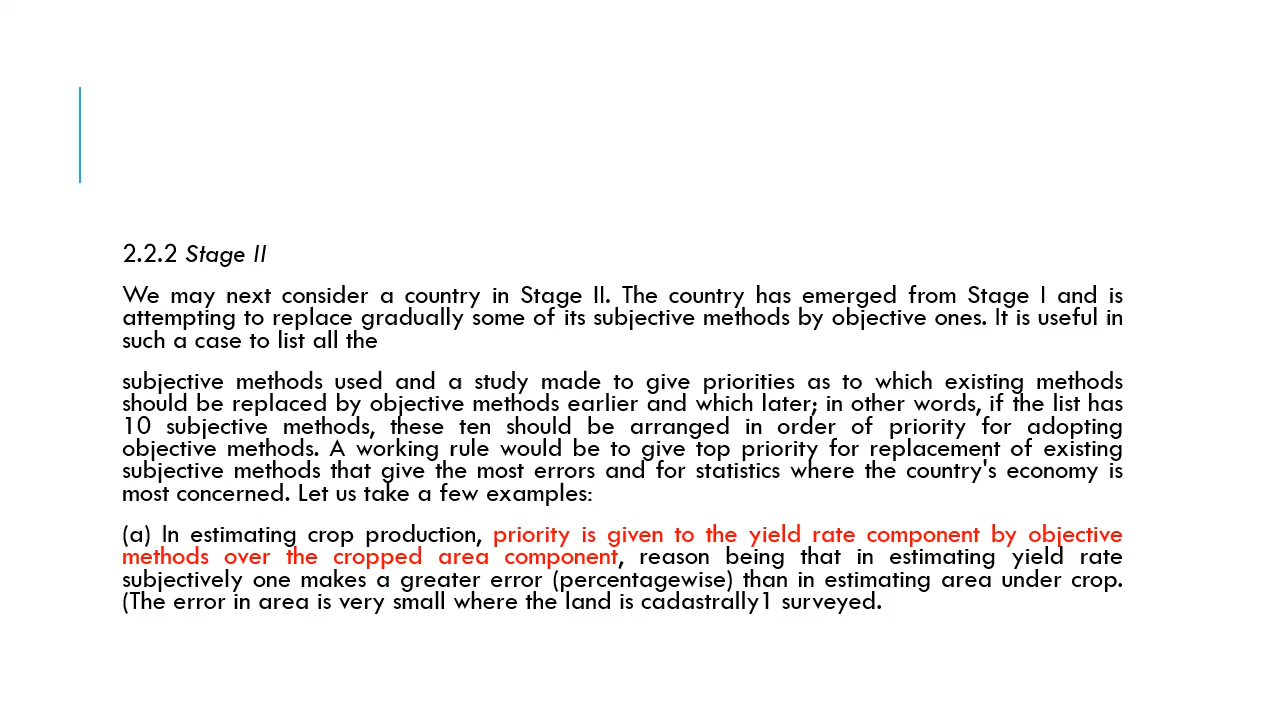 2.2.2 Stage II
We may next consider a country in Stage II. The country has emerged from Stage I and is
attempting to replace gradually some of its subjective methods by objective ones. It is useful in
such a case to list all the
subjective methods used and a study made to give priorities as to which existing methods
should be replaced by objective methods earlier and which later; in other words, if the list has
10 subjective methods, these ten should be arranged in order of priority for adopting
objective methods. A working rule would be to give top priority for replacement of existing
subjective methods that give the most errors and for statistics where the country's economy is
most concerned. Let us take a few examples:
(a) In estimating crop production, priority is given to the yield rate component by objective
methods over the cropped area component, reason being that in estimating yield rate
subjectively one makes a greater error (percentagewise) than in estimating area under crop.
(The error in area is very small where the land is cadastrally1 surveyed.